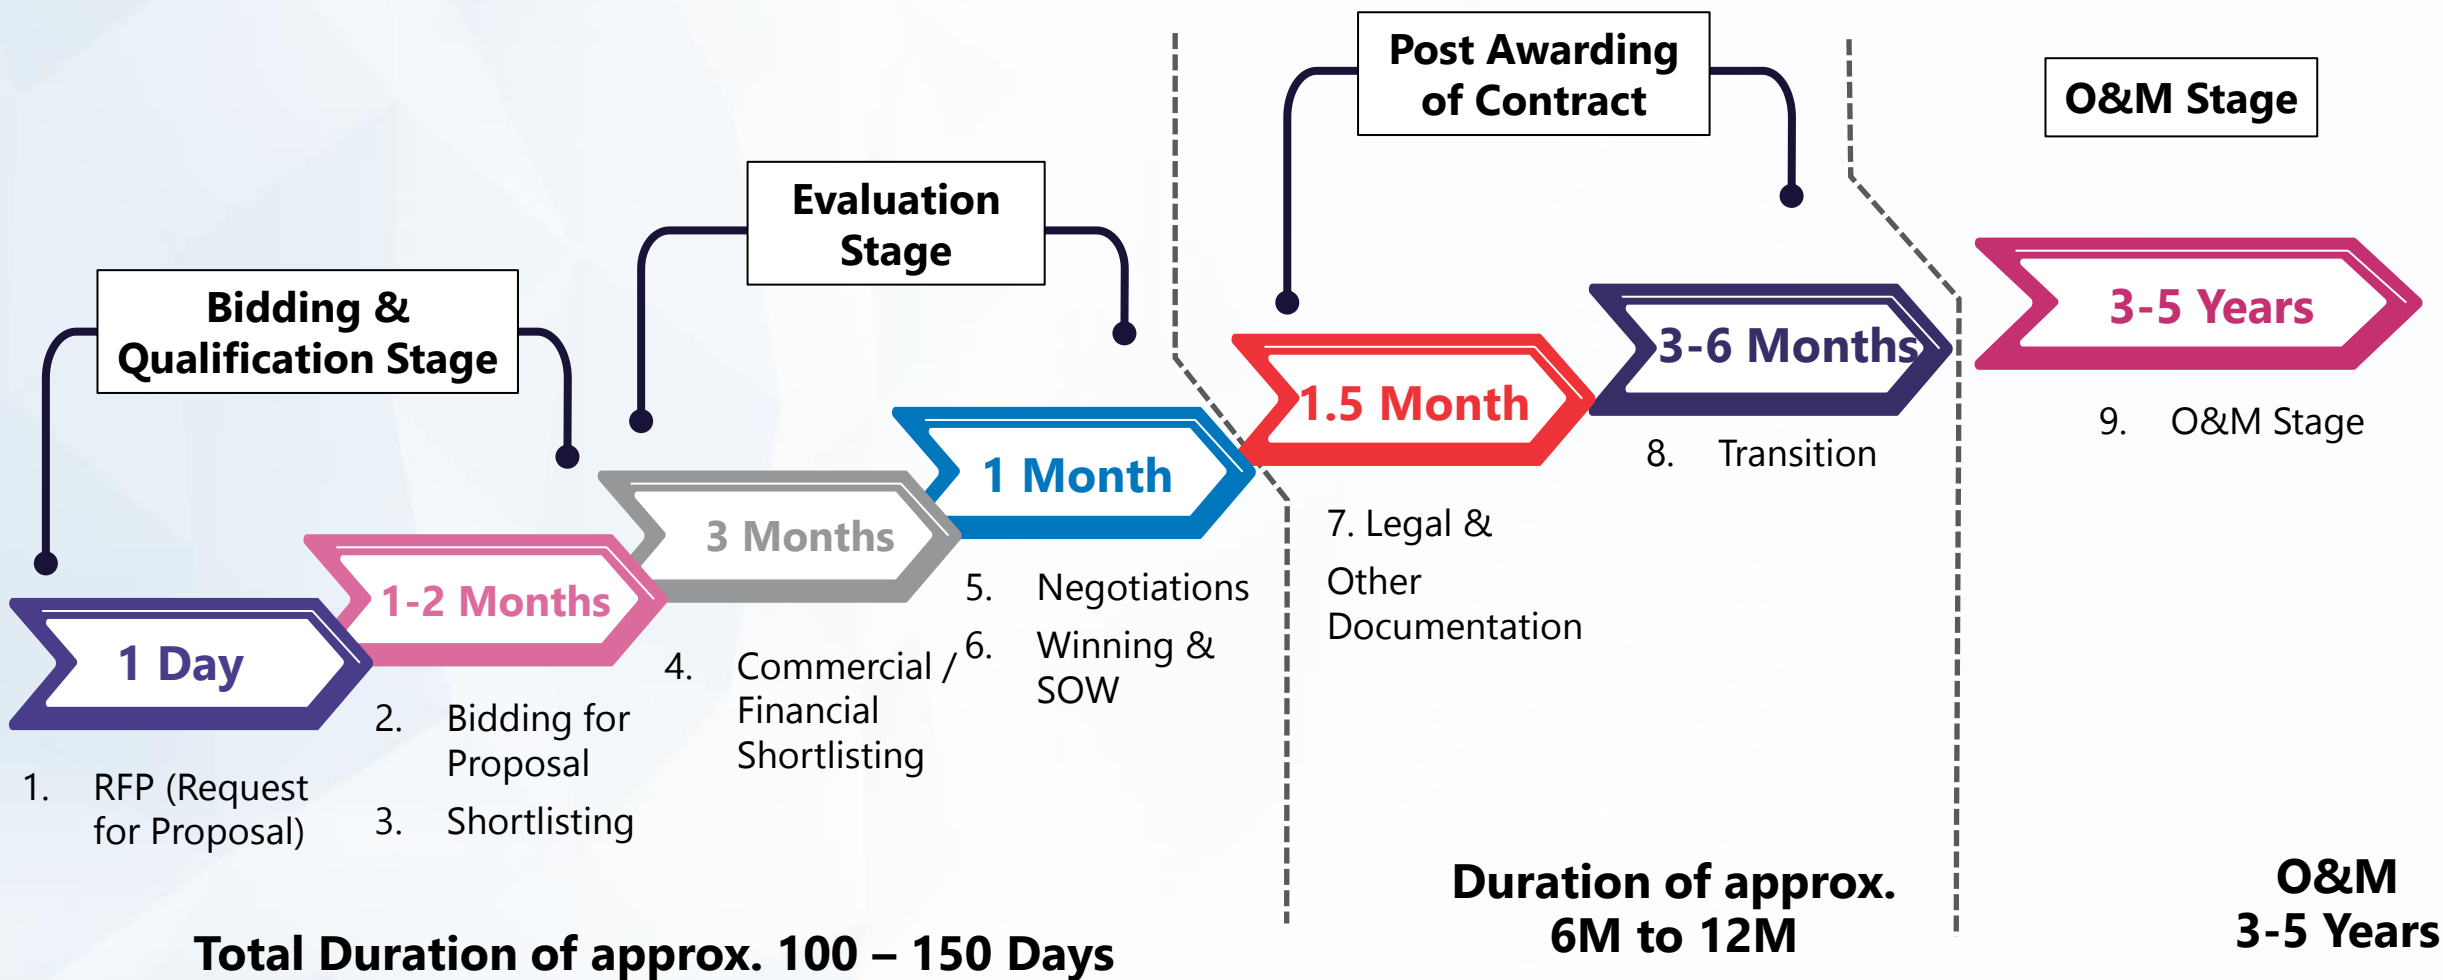 Bidding &
Qualification Stage
Evaluation
Stage
Post Awarding
of Contract
O&M Stage
1 Day
1-2 Months
3 Months
1 Month
1.5 Month
3-6 Months
3-5 Years
1. RFP (Request
for Proposal)
2. Bidding for
Proposal
3. Shortlisting
4. Commercial /
Financial
Shortlisting
5. Negotiations
6. Winning &
SOW
7. Legal &
Other
Documentation
8. Transition
9. O&M Stage
Total Duration of approx. 100 – 150 Days
Duration of approx.
6M to 12M
O&M
3-5 Years